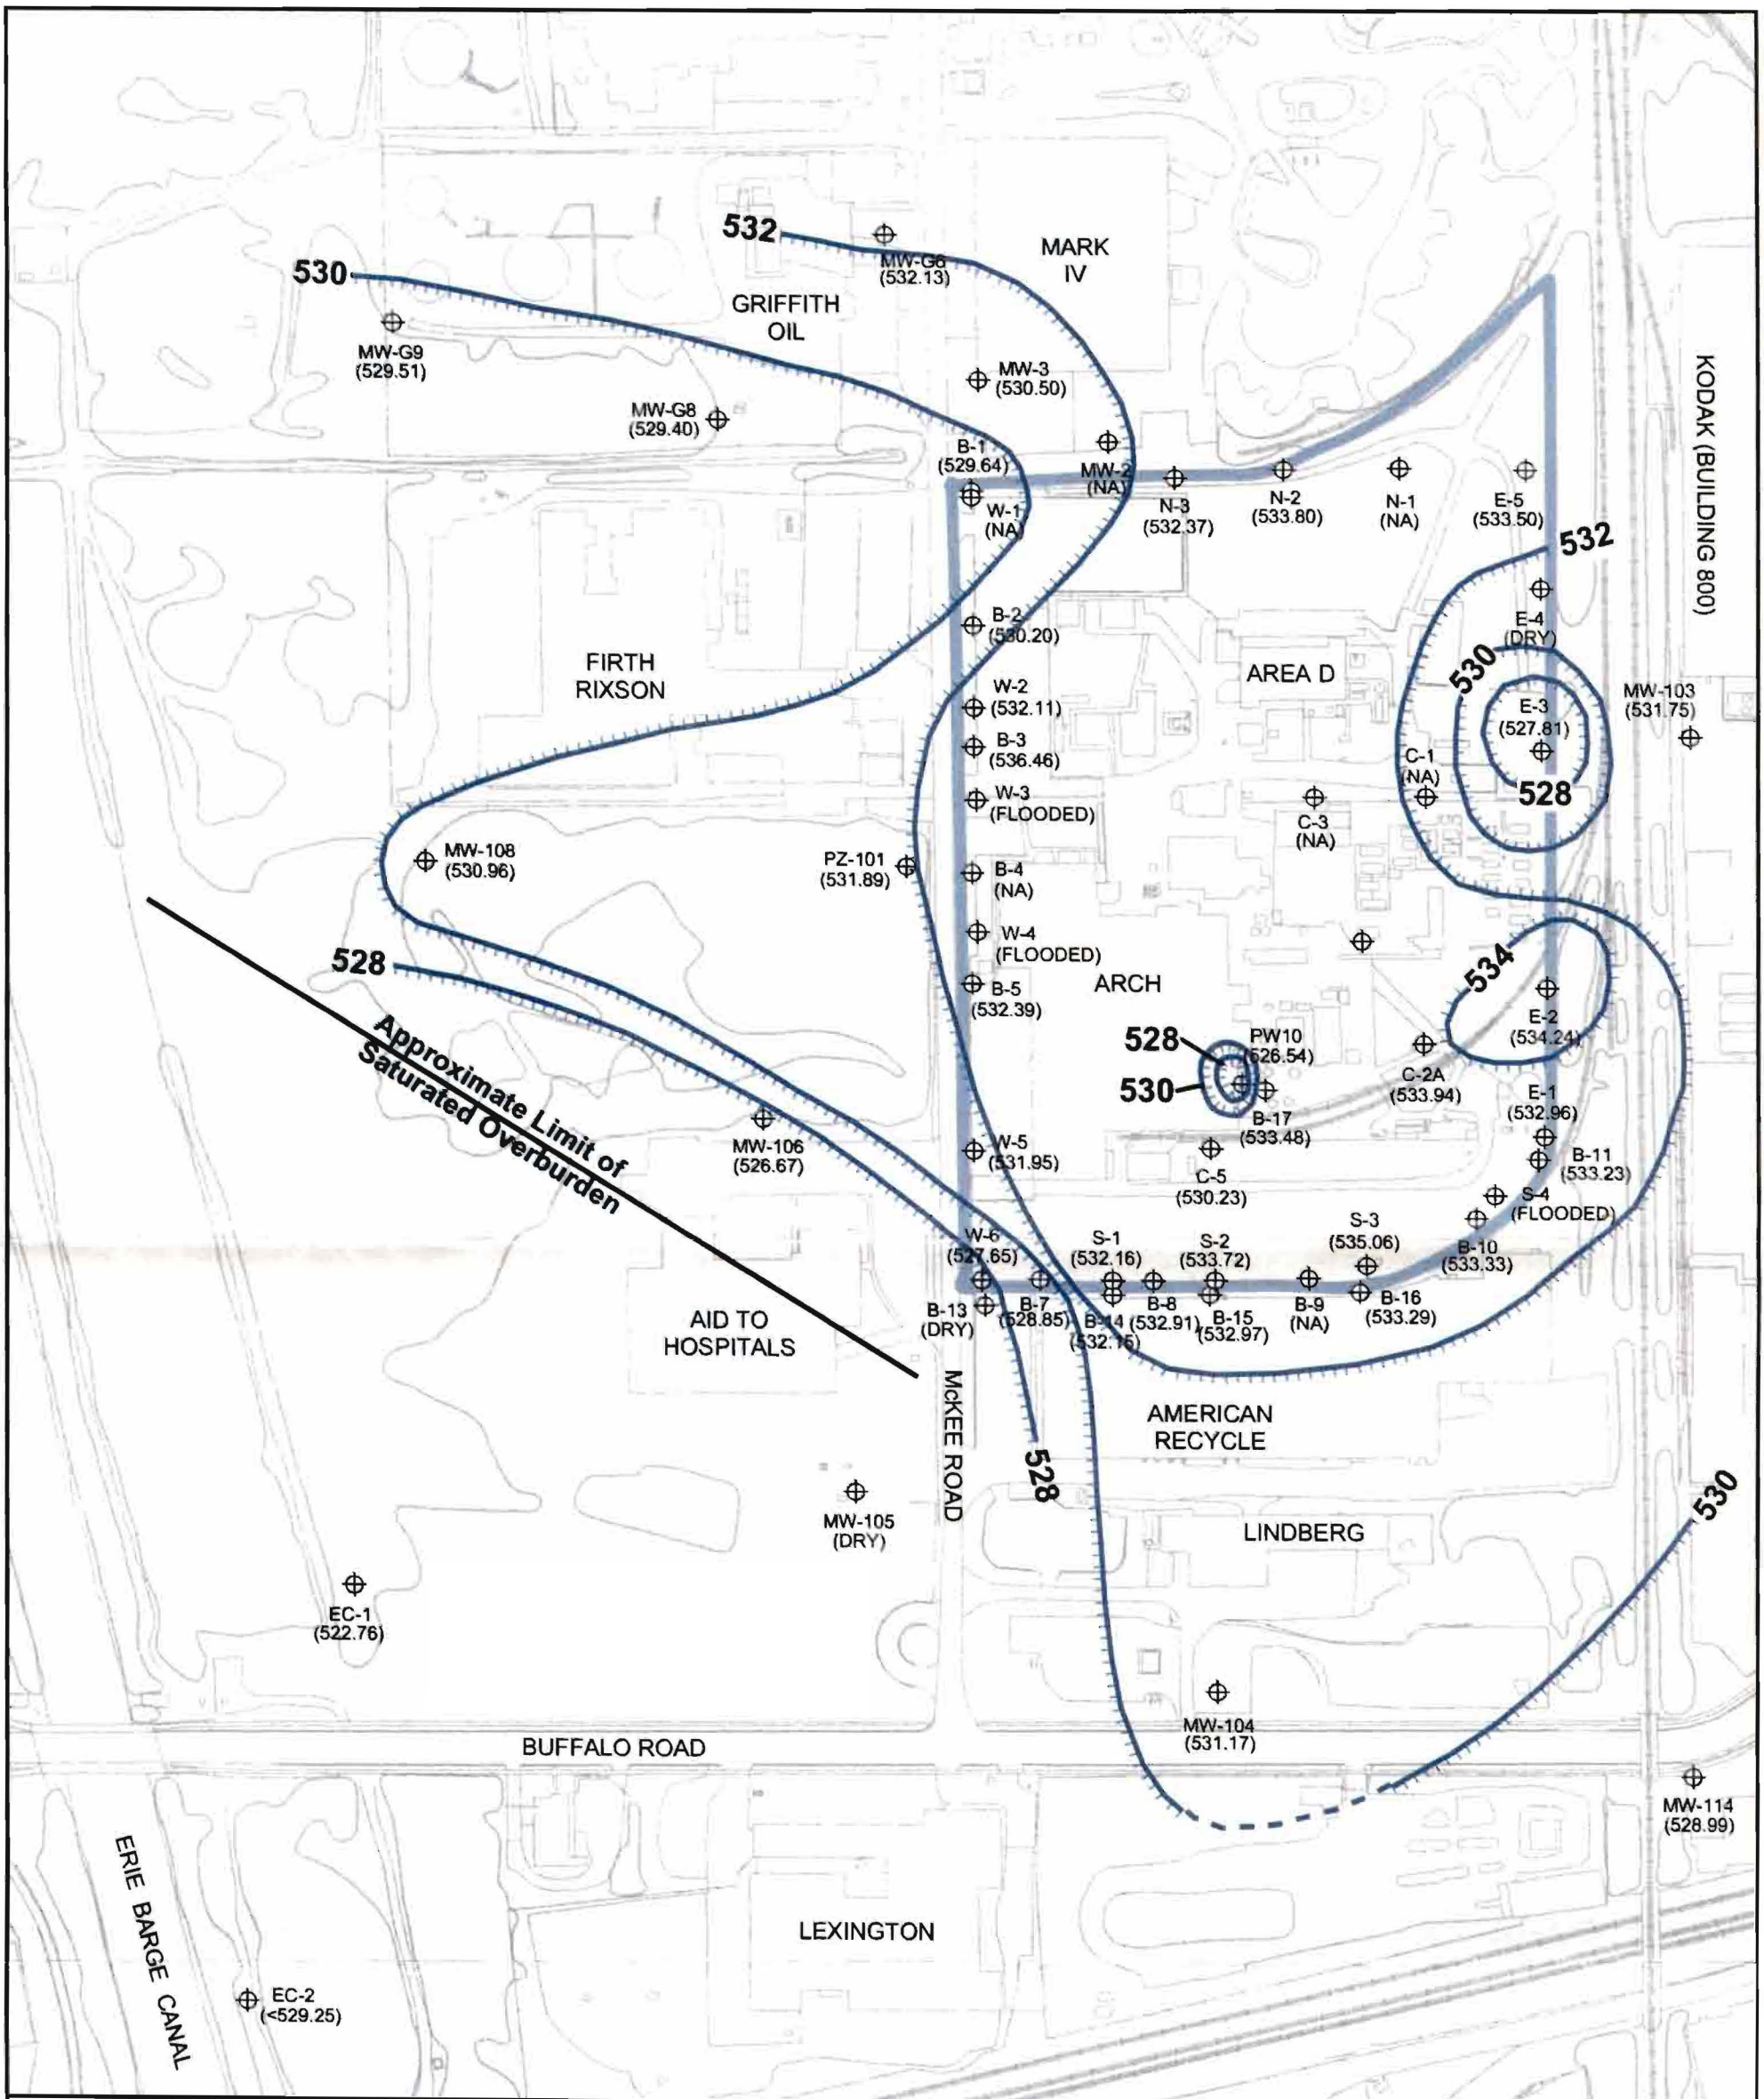 532
MW-G6
(532.13)
MARK
IV
530
GRIFFITH
OIL
MW-G9
(529.51)
MW-3
(530.50)
MW-G8
(529.40)
KODAK (BUILDING 800)
B-1
(529.64)
MW-2
(NA)
W-1
(NA)
N-3
(532.37)
N-2
(533.80)
N-1
(NA)
E-5
(533.50)
532
E-4
(DRY)
B-2
(530.20)
FIRTH
RIXSON
AREA D
530
MW-103
(531.75)
W-2
(532.11)
E-3
(527.81)
B-3
(536.46)
C-1
(NA)
528
W-3
(FLOODED)
C-3
(NA)
MW-108
(530.96)
PZ-101
(531.89)
B-4
(NA)
W-4
(FLOODED)
528
534
ARCH
B-5
(532.39)
E-2
(534.24)
Approximate Limit of
Saturated Overburden
528
PW10
(526.54)
530
C-2A
(533.94)
E-1
(532.96)
B-17
(533.48)
MW-106
(526.67)
W-5
(531.95)
B-11
(533.23)
C-5
(530.23)
S-4
(FLOODED)
W-6
(527.65)
S-1
(532.16)
S-2
(533.72)
S-3
(535.06)
B-10
(533.33)
B-13
(DRY)
B-7
(528.85)
B-14
(532.15)
B-8
(532.91)
B-15
(532.97)
B-9
(NA)
B-16
(533.29)
AID TO
HOSPITALS
McKEE ROAD
AMERICAN
RECYCLE
528
530
MW-105
(DRY)
LINDBERG
EC-1
(522.76)
MW-104
(531.17)
BUFFALO ROAD
MW-114
(528.99)
ERIE BARGE CANAL
LEXINGTON
EC-2
(<529.25)